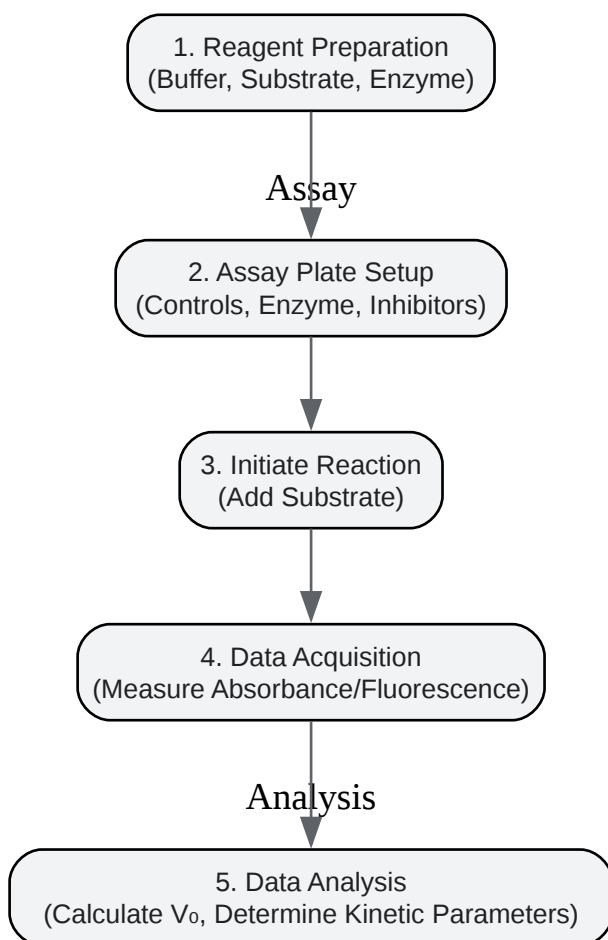 1. Reagent Preparation
(Buffer, Substrate, Enzyme)
Assay
2. Assay Plate Setup
(Controls, Enzyme, Inhibitors)
3. Initiate Reaction
(Add Substrate)
4. Data Acquisition
(Measure Absorbance/Fluorescence)
Analysis
5. Data Analysis
(Calculate V₀, Determine Kinetic Parameters)